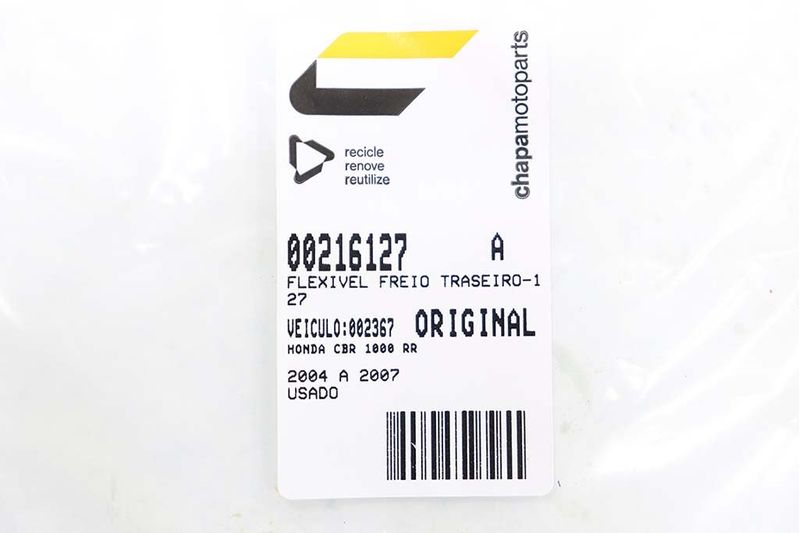 chapamotoparts
recicle
renove
reutilize
00216127 A
FLEXIVEL FREIO TRASEIRO-1
27
VEICULO:002367 ORIGINAL
HONDA CBR 1000 RR
2004 A 2007
USADO